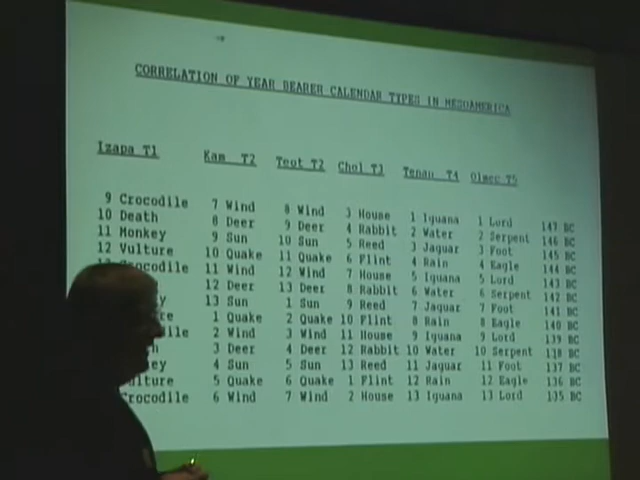 CORRELATION OF YEAR BEARER CALENDAR TYPES IN MESOAMERICA
Izapa T1 Kam T2 Teot T2 Chol T3 Tenan T4 Olmec T5
9 Crocodile 7 Wind 8 Wind 3 House 1 Iguana 1 Lord 147 BC
10 Death 8 Deer 9 Deer 4 Rabbit 2 Water 2 Serpent 146 BC
11 Monkey 9 Sun 10 Sun 5 Reed 3 Jaguar 3 Foot 145 BC
12 Vulture 10 Quake 11 Quake 6 Flint 4 Rain 4 Eagle 144 BC
13 Crocodile 11 Wind 12 Wind 7 House 5 Iguana 5 Lord 143 BC
12 Deer 13 Deer 8 Rabbit 6 Water 6 Serpent 142 BC
13 Sun 1 Sun 9 Reed 7 Jaguar 7 Foot 141 BC
1 Quake 2 Quake 10 Flint 8 Rain 8 Eagle 140 BC
2 Wind 3 Wind 11 House 9 Iguana 9 Lord 139 BC
3 Deer 4 Deer 12 Rabbit 10 Water 10 Serpent 138 BC
4 Sun 5 Sun 13 Reed 11 Jaguar 11 Foot 137 BC
5 Quake 6 Quake 1 Flint 12 Rain 12 Eagle 136 BC
Crocodile 6 Wind 7 Wind 2 House 13 Iguana 13 Lord 135 BC